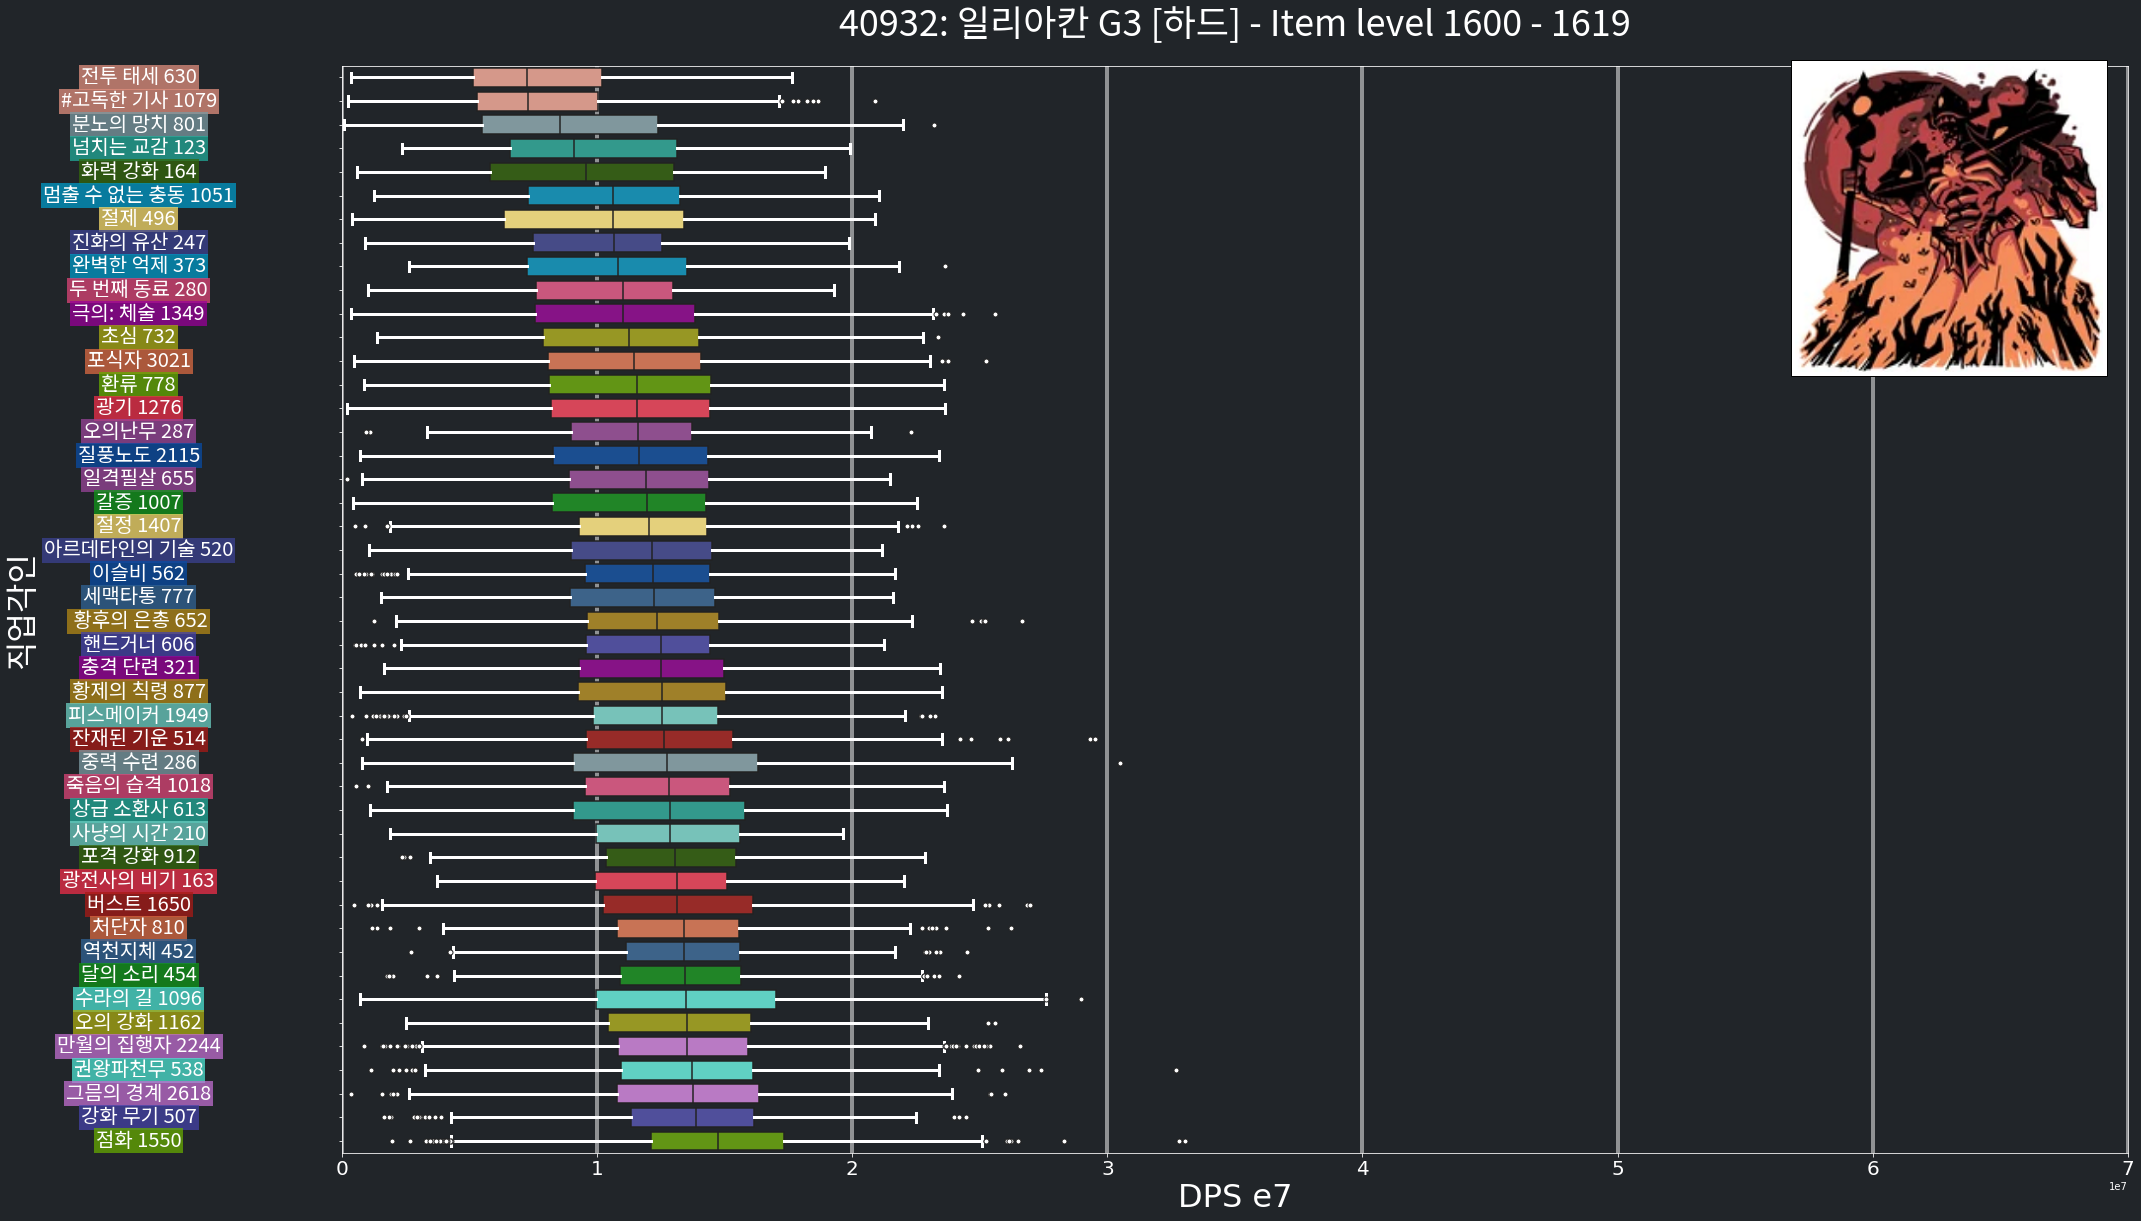 40932: 일리아칸 G3 [하드] - Item level 1600 - 1619
전투 태세 630
#고독한 기사 1079
분노의 망치 801
넘치는 교감 123
화력 강화 164
멈출 수 없는 충동 1051
절제 496
진화의 유산 247
완벽한 억제 373
두 번째 동료 280
극의: 체술 1349
초심 732
포식자 3021
환류 778
광기 1276
오의난무 287
질풍노도 2115
일격필살 655
갈증 1007
절정 1407
아르데타인의 기술 520
이슬비 562
세맥타통 777
황후의 은총 652
핸드거너 606
충격 단련 321
황제의 칙령 877
피스메이커 1949
잔재된 기운 514
중력 수련 286
죽음의 습격 1018
상급 소환사 613
사냥의 시간 210
포격 강화 912
광전사의 비기 163
버스트 1650
처단자 810
역천지체 452
달의 소리 454
수라의 길 1096
오의 강화 1162
만월의 집행자 2244
권왕파천무 538
그믐의 경계 2618
강화 무기 507
점화 1550
직업각인
0 1 2 3 4 5 6 7
DPS e7
1e7